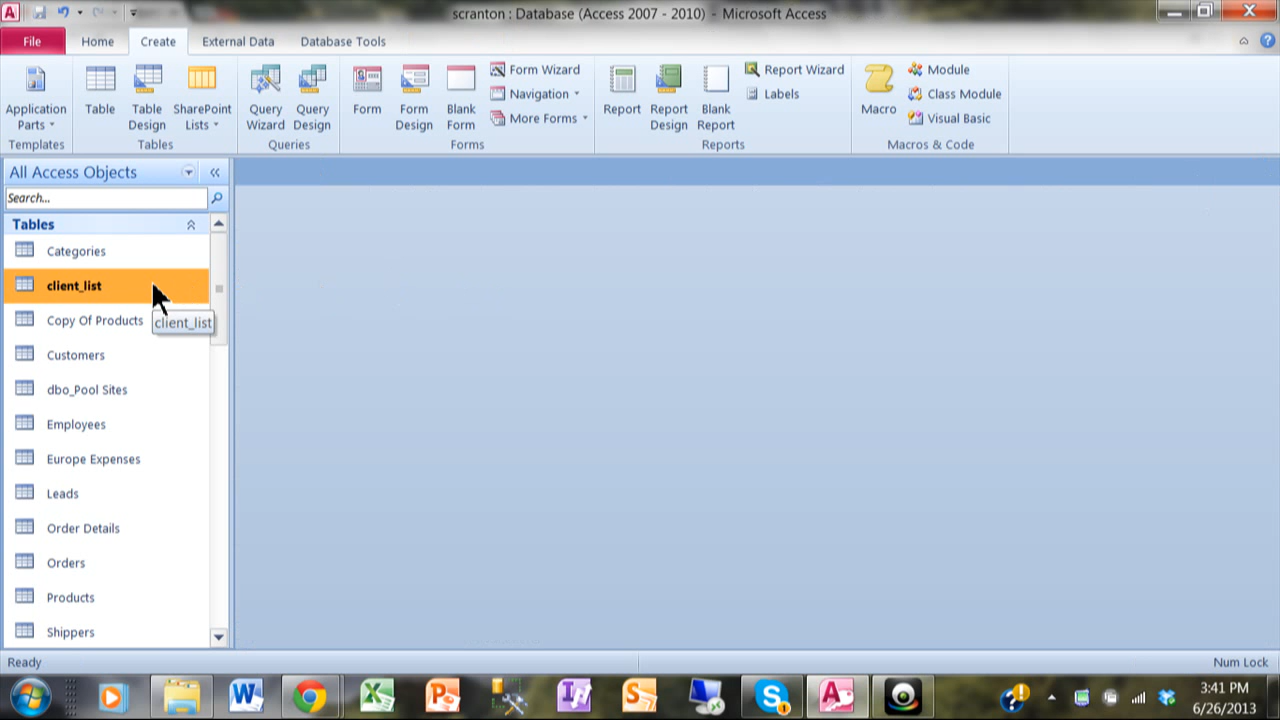 scranton : Database (Access 2007 - 2010) - Microsoft Access
File
Home
Create
External Data
Database Tools
Application Parts
Table
Table Design
SharePoint Lists
Query Wizard
Query Design
Form
Form Design
Blank Form
Form Wizard
Navigation
More Forms
Report
Report Design
Blank Report
Report Wizard
Labels
Macro
Module
Class Module
Visual Basic
Templates
Tables
Queries
Forms
Reports
Macros & Code
All Access Objects
Search...
Tables
Categories
client_list
Copy Of Products
client_list
Customers
dbo_Pool Sites
Employees
Europe Expenses
Leads
Order Details
Orders
Products
Shippers
Ready
Num Lock
3:41 PM
6/26/2013